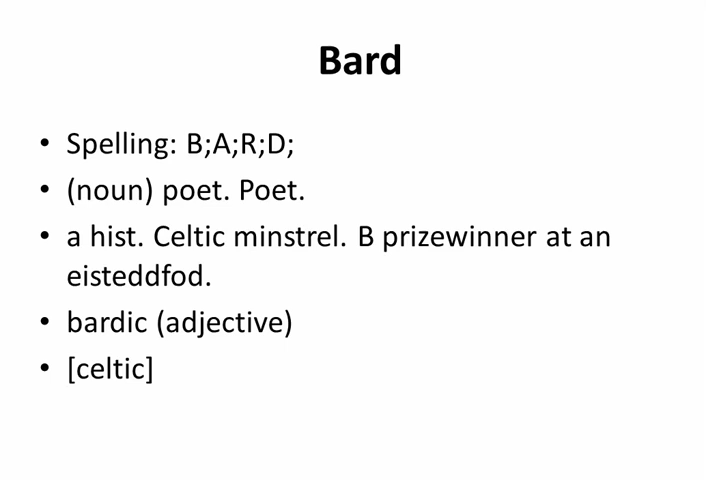 Bard
• Spelling: B;A;R;D;
• (noun) poet. Poet.
• a hist. Celtic minstrel. B prizewinner at an
eisteddfod.
• bardic (adjective)
• [celtic]